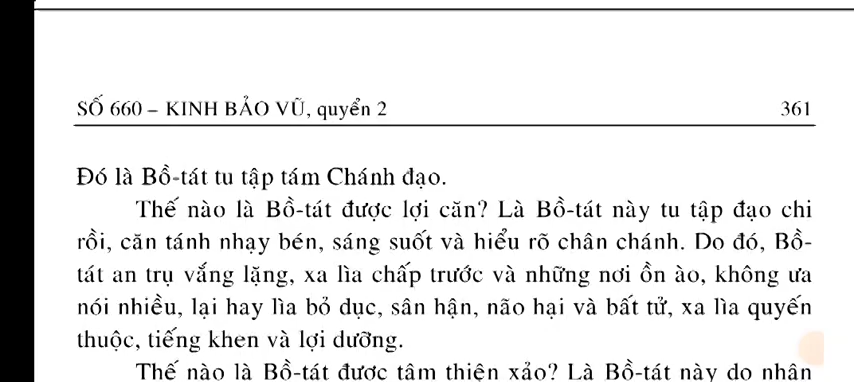 SỐ 660 – KINH BẢO VŨ, quyển 2 361
Đó là Bồ-tát tu tập tám Chánh đạo.
Thế nào là Bồ-tát được lợi căn? Là Bồ-tát này tu tập đạo chi
rồi, căn tánh nhạy bén, sáng suốt và hiểu rõ chân chánh. Do đó, Bồ-
tát an trụ vắng lặng, xa lìa chấp trước và những nơi ồn ào, không ưa
nói nhiều, lại hay lìa bỏ dục, sân hận, não hại và bất tử, xa lìa quyến
thuộc, tiếng khen và lợi dưỡng.
Thế nào là Bồ-tát được tâm thiện xảo? Là Bồ-tát này do nhân